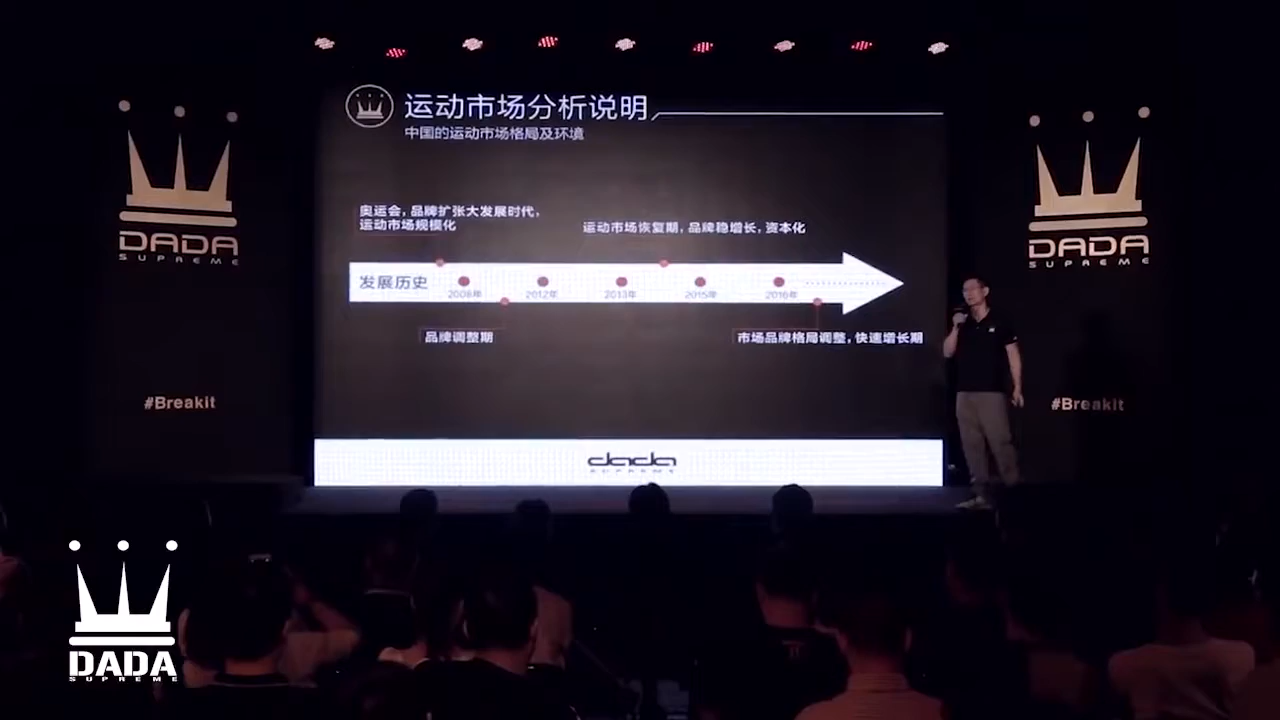 运动市场分析说明
中国的运动市场格局及环境
奥运会，品牌扩张大发展时代，
运动市场规模化
运动市场恢复期，品牌稳增长，资本化
发展历史
2008年
2012年
2013年
2015年
2016年
品牌调整期
市场品牌格局调整，快速增长期
dada
SUPREME
DADA
SUPREME
#Breakit
DADA
SUPREME
#Breakit
DADA
SUPREME